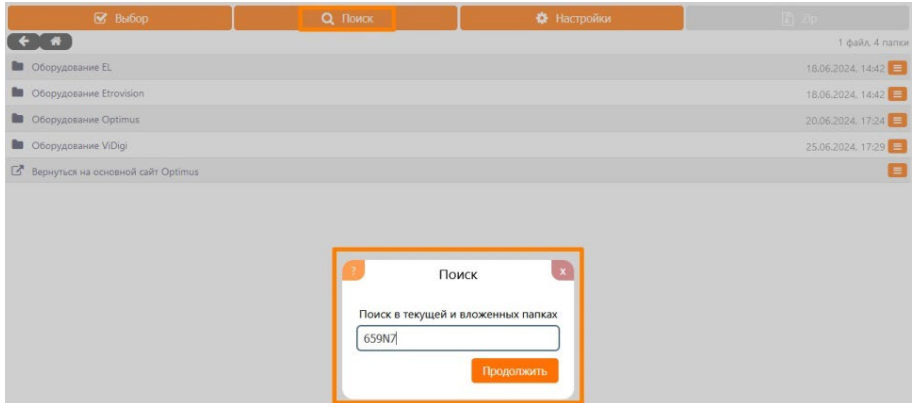 Выбор Поиск Настройки Zip
1 файл, 4 папки
Оборудование EL 18.06.2024, 14:42
Оборудование Etrovision 18.06.2024, 14:42
Оборудование Optimus 20.06.2024, 17:24
Оборудование ViDigi 25.06.2024, 17:29
Вернуться на основной сайт Optimus
? Поиск x
Поиск в текущей и вложенных папках
659N7
Продолжить